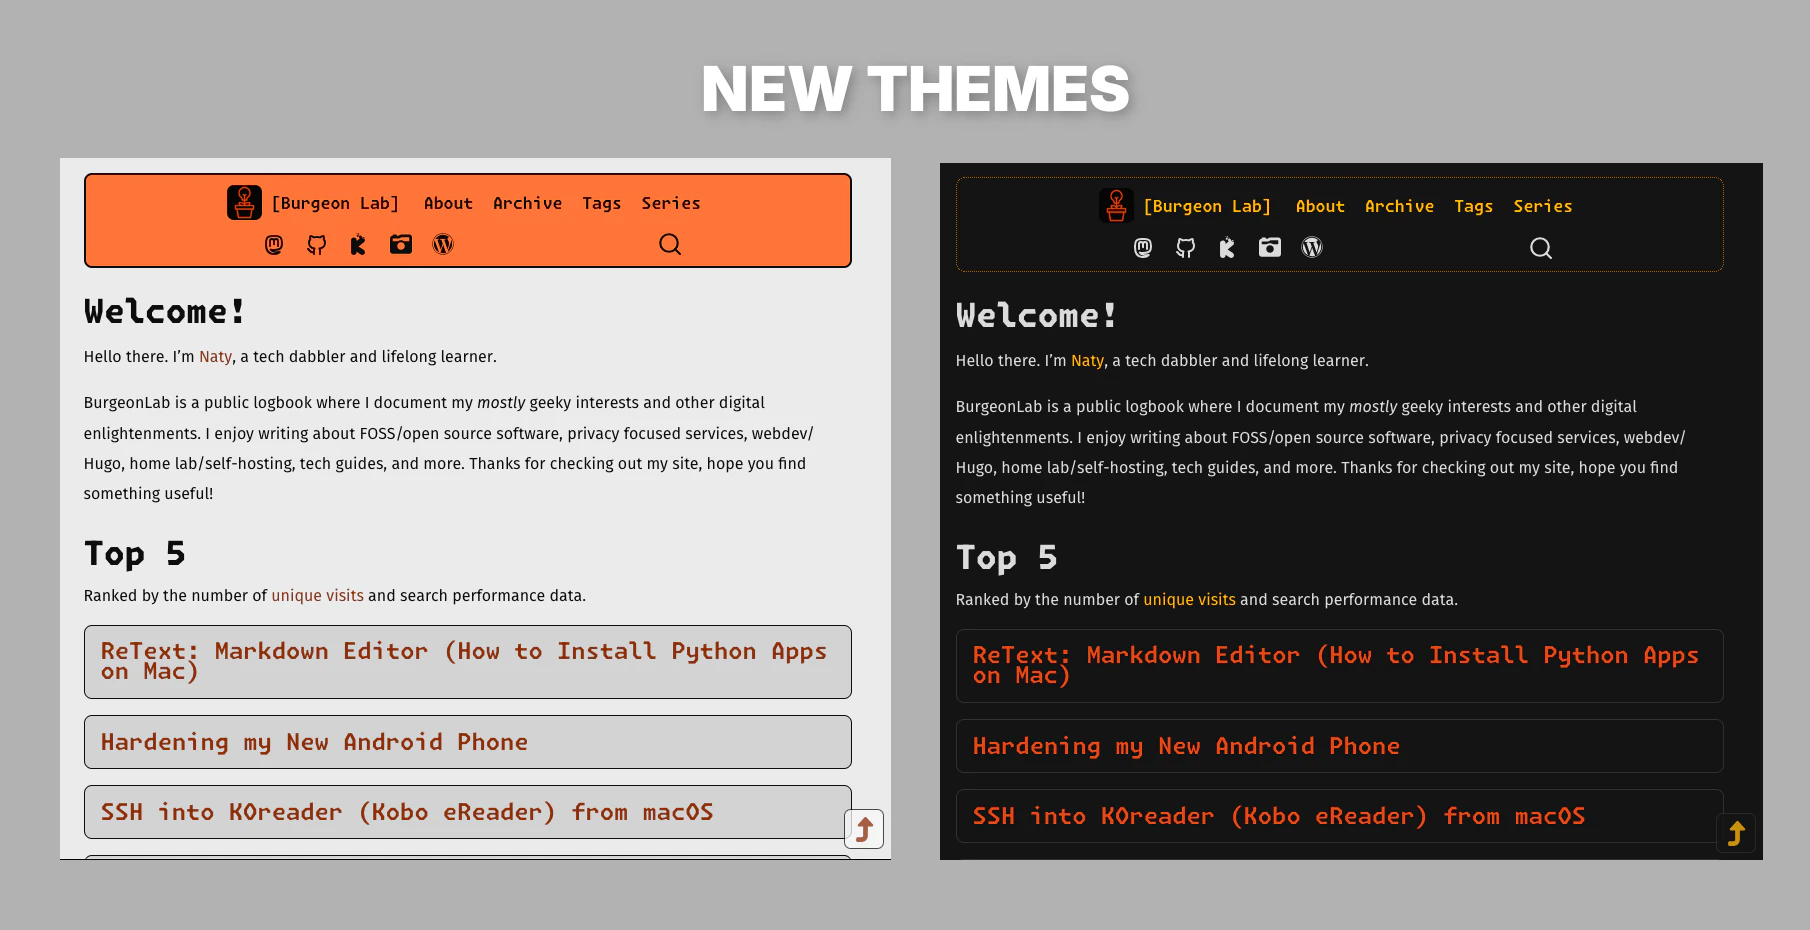 NEW THEMES
[Burgeon Lab] About Archive Tags Series
Welcome!
Hello there. I’m Naty, a tech dabbler and lifelong learner.
BurgeonLab is a public logbook where I document my mostly geeky interests and other digital
enlightenments. I enjoy writing about FOSS/open source software, privacy focused services, webdev/
Hugo, home lab/self-hosting, tech guides, and more. Thanks for checking out my site, hope you find
something useful!
Top 5
Ranked by the number of unique visits and search performance data.
ReText: Markdown Editor (How to Install Python Apps
on Mac)
Hardening my New Android Phone
SSH into KOreader (Kobo eReader) from macOS
[Burgeon Lab] About Archive Tags Series
Welcome!
Hello there. I’m Naty, a tech dabbler and lifelong learner.
BurgeonLab is a public logbook where I document my mostly geeky interests and other digital
enlightenments. I enjoy writing about FOSS/open source software, privacy focused services, webdev/
Hugo, home lab/self-hosting, tech guides, and more. Thanks for checking out my site, hope you find
something useful!
Top 5
Ranked by the number of unique visits and search performance data.
ReText: Markdown Editor (How to Install Python Apps
on Mac)
Hardening my New Android Phone
SSH into KOreader (Kobo eReader) from macOS